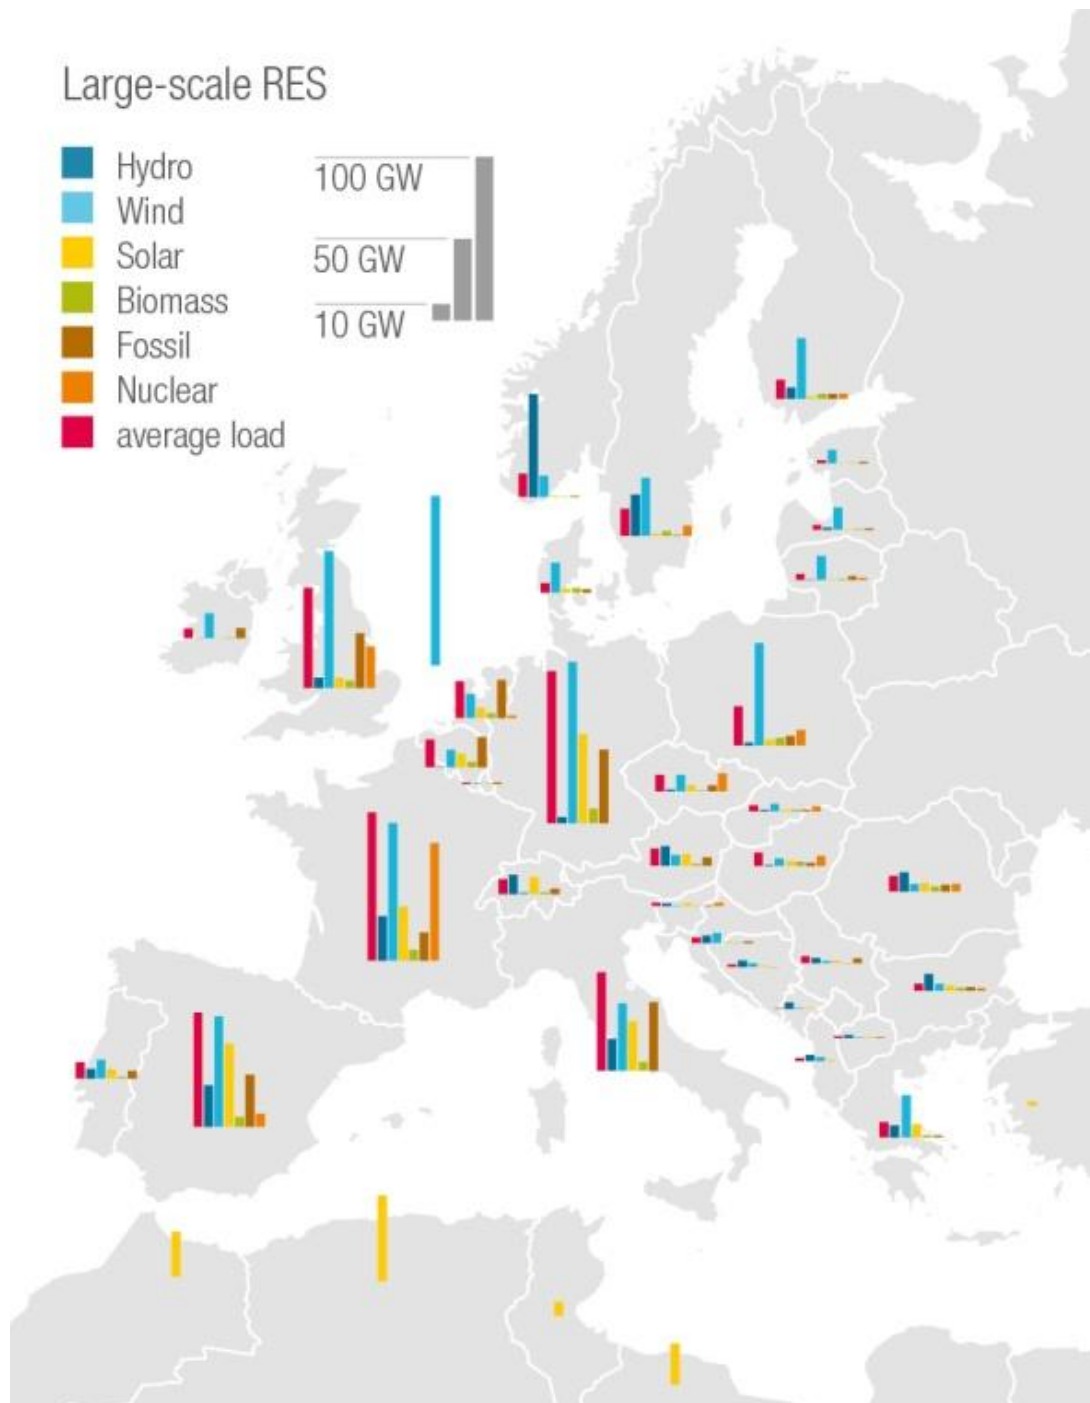 Large-scale RES
Hydro
Wind
Solar
Biomass
Fossil
Nuclear
average load
100 GW
50 GW
10 GW